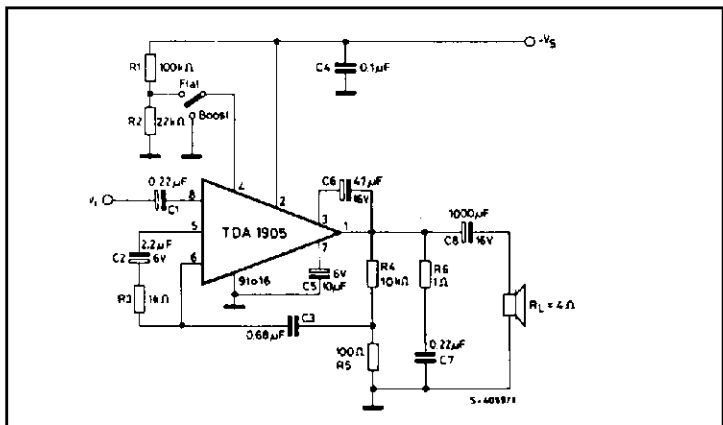 -Vs
R1
100kΩ
C4
0.1µF
Flat
R2
22kΩ
Boost
0.22µF
Vi
C1
8
4
2
C6
47µF
16V
3
TDA 1905
1
1000µF
C8
16V
5
2.2µF
C2
6V
6
7
6V
C5
10µF
9 to 16
R4
10kΩ
R6
1Ω
RL = 4Ω
R3
1kΩ
C3
0.68µF
100Ω
R5
0.22µF
C7